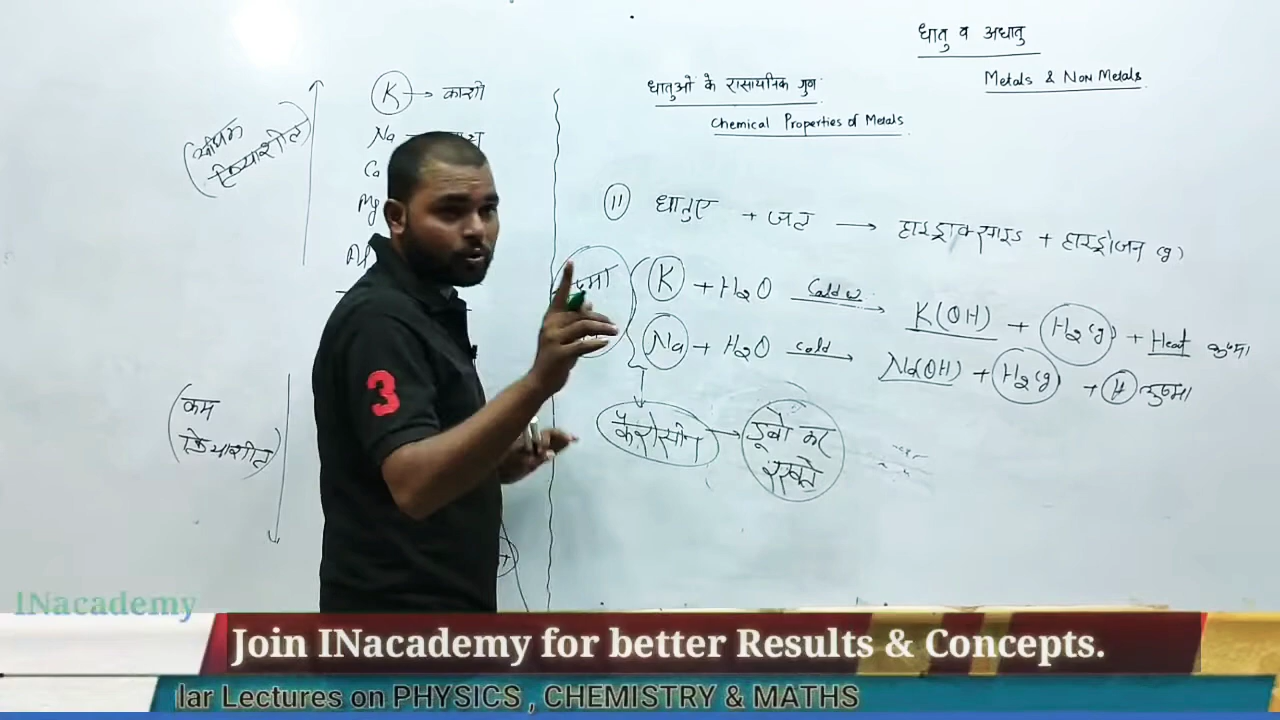 धातु व अधातु
Metals & Non Metals
धातुओं के रासायनिक गुण
Chemical Properties of Metals
(अधिक क्रियाशील)
K → काशी
Na
Ca
Mg
Al
(कम क्रियाशील)
(11) धातुए + जल → हाइड्रोक्साइड + हाइड्रोजन (g)
K + H2O → K(OH) + H2(g) + Heat ऊष्मा
Cold w.
Na + H2O → Na(OH) + H2(g) + H ऊष्मा
Cold
कैरोसीन → डूबो कर
रखते
3
INacademy
Join INacademy for better Results & Concepts.
lar Lectures on PHYSICS , CHEMISTRY & MATHS